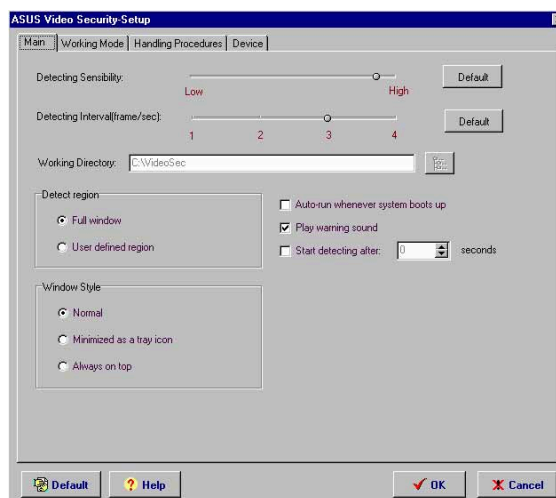 ASUS Video Security-Setup
Main Working Mode Handling Procedures Device
Detecting Sensibility: Default
Low High
Detecting Interval(frame/sec): Default
1 2 3 4
Working Directory: C:\VideoSec
Detect region
Full window
User defined region
Auto-run whenever system boots up
Play warning sound
Start detecting after: 0 seconds
Window Style
Normal
Minimized as a tray icon
Always on top
Default ? Help OK Cancel